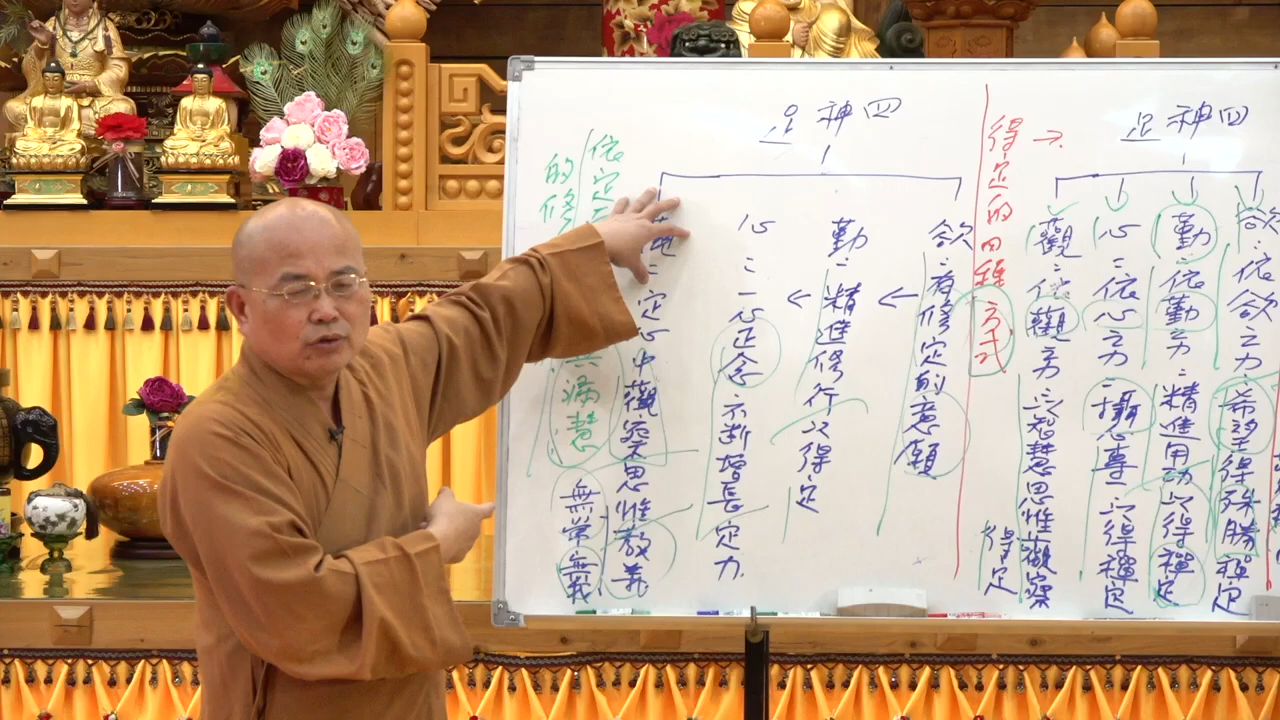 四神足
欲：依欲之力：希望得殊勝禪定
勤：依勤之力：精進用功以得禪定
心：依心之力：攝心專一以得禪定
觀：依觀之力：以智慧思惟觀察
得定
得定的四種方式
→
四神足
欲：有修定的意願
←
勤：精進修行以得定
←
心：一心正念
不斷增長定力
定心中觀察思惟教義
無常無我
依定
的修
慧